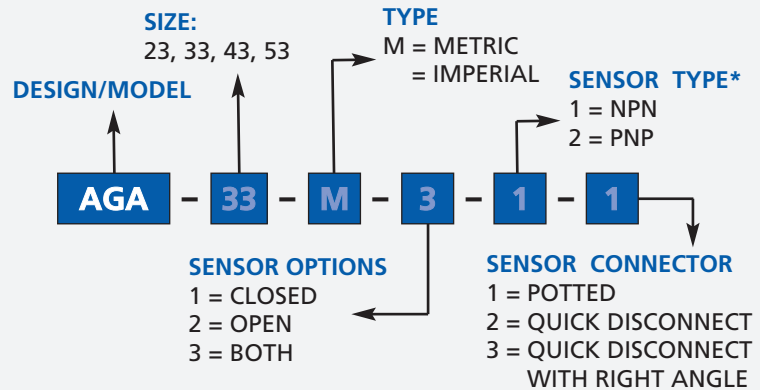 SIZE:
23, 33, 43, 53
TYPE
M = METRIC
= IMPERIAL
DESIGN/MODEL
SENSOR TYPE*
1 = NPN
2 = PNP
AGA – 33 – M – 3 – 1 – 1
SENSOR OPTIONS
1 = CLOSED
2 = OPEN
3 = BOTH
SENSOR CONNECTOR
1 = POTTED
2 = QUICK DISCONNECT
3 = QUICK DISCONNECT
WITH RIGHT ANGLE